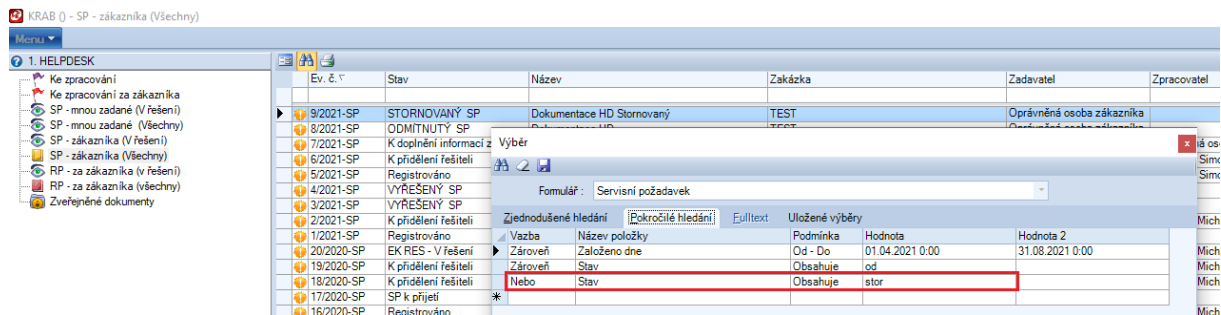 KRAB () - SP - zákazníka (Všechny)
Menu
1. HELPDESK
Ke zpracování
Ke zpracování za zákazníka
SP - mnou zadané (V řešení)
SP - mnou zadané (Všechny)
SP - zákazníka (V řešení)
SP - zákazníka (Všechny)
RP - za zákazníka (v řešení)
RP - za zákazníka (všechny)
Zveřejněné dokumenty
Ev. č. Stav Název Zakázka Zadavatel Zpracovatel
9/2021-SP STORNOVANÝ SP Dokumentace HD Stornovaný TEST Oprávněná osoba zákazníka
8/2021-SP ODMÍTNUTÝ SP
7/2021-SP K doplnění informací z
6/2021-SP K přidělení řešiteli
5/2021-SP Registrováno
4/2021-SP VYŘEŠENÝ SP
3/2021-SP VYŘEŠENÝ SP
2/2021-SP K přidělení řešiteli Mich
1/2021-SP Registrováno
20/2020-SP EK RES - V řešení Mich
19/2020-SP K přidělení řešiteli Mich
18/2020-SP K přidělení řešiteli Mich
17/2020-SP SP k přijetí
16/2020-SP Registrováno Mich
Výběr x
Formulář : Servisní požadavek
Zjednodušené hledání Pokročilé hledání Fulltext Uložené výběry
Vazba Název položky Podmínka Hodnota Hodnota 2
Zároveň Založeno dne Od - Do 01.04.2021 0:00 31.08.2021 0:00
Zároveň Stav Obsahuje od
Nebo Stav Obsahuje stor